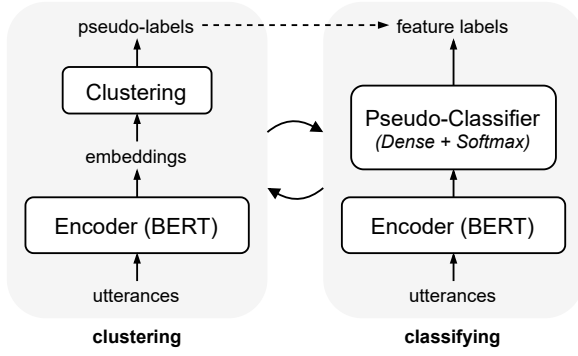 pseudo-labels
Clustering
embeddings
Encoder (BERT)
utterances
clustering
feature labels
Pseudo-Classifier
(Dense + Softmax)
Encoder (BERT)
utterances
classifying